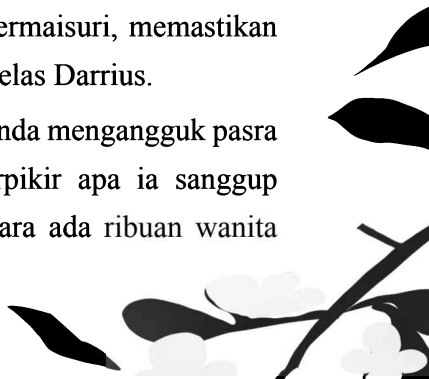 ermaisuri, memastikan
elas Darrius.
nda mengangguk pasra
rpikir apa ia sanggup
ara ada ribuan wanita